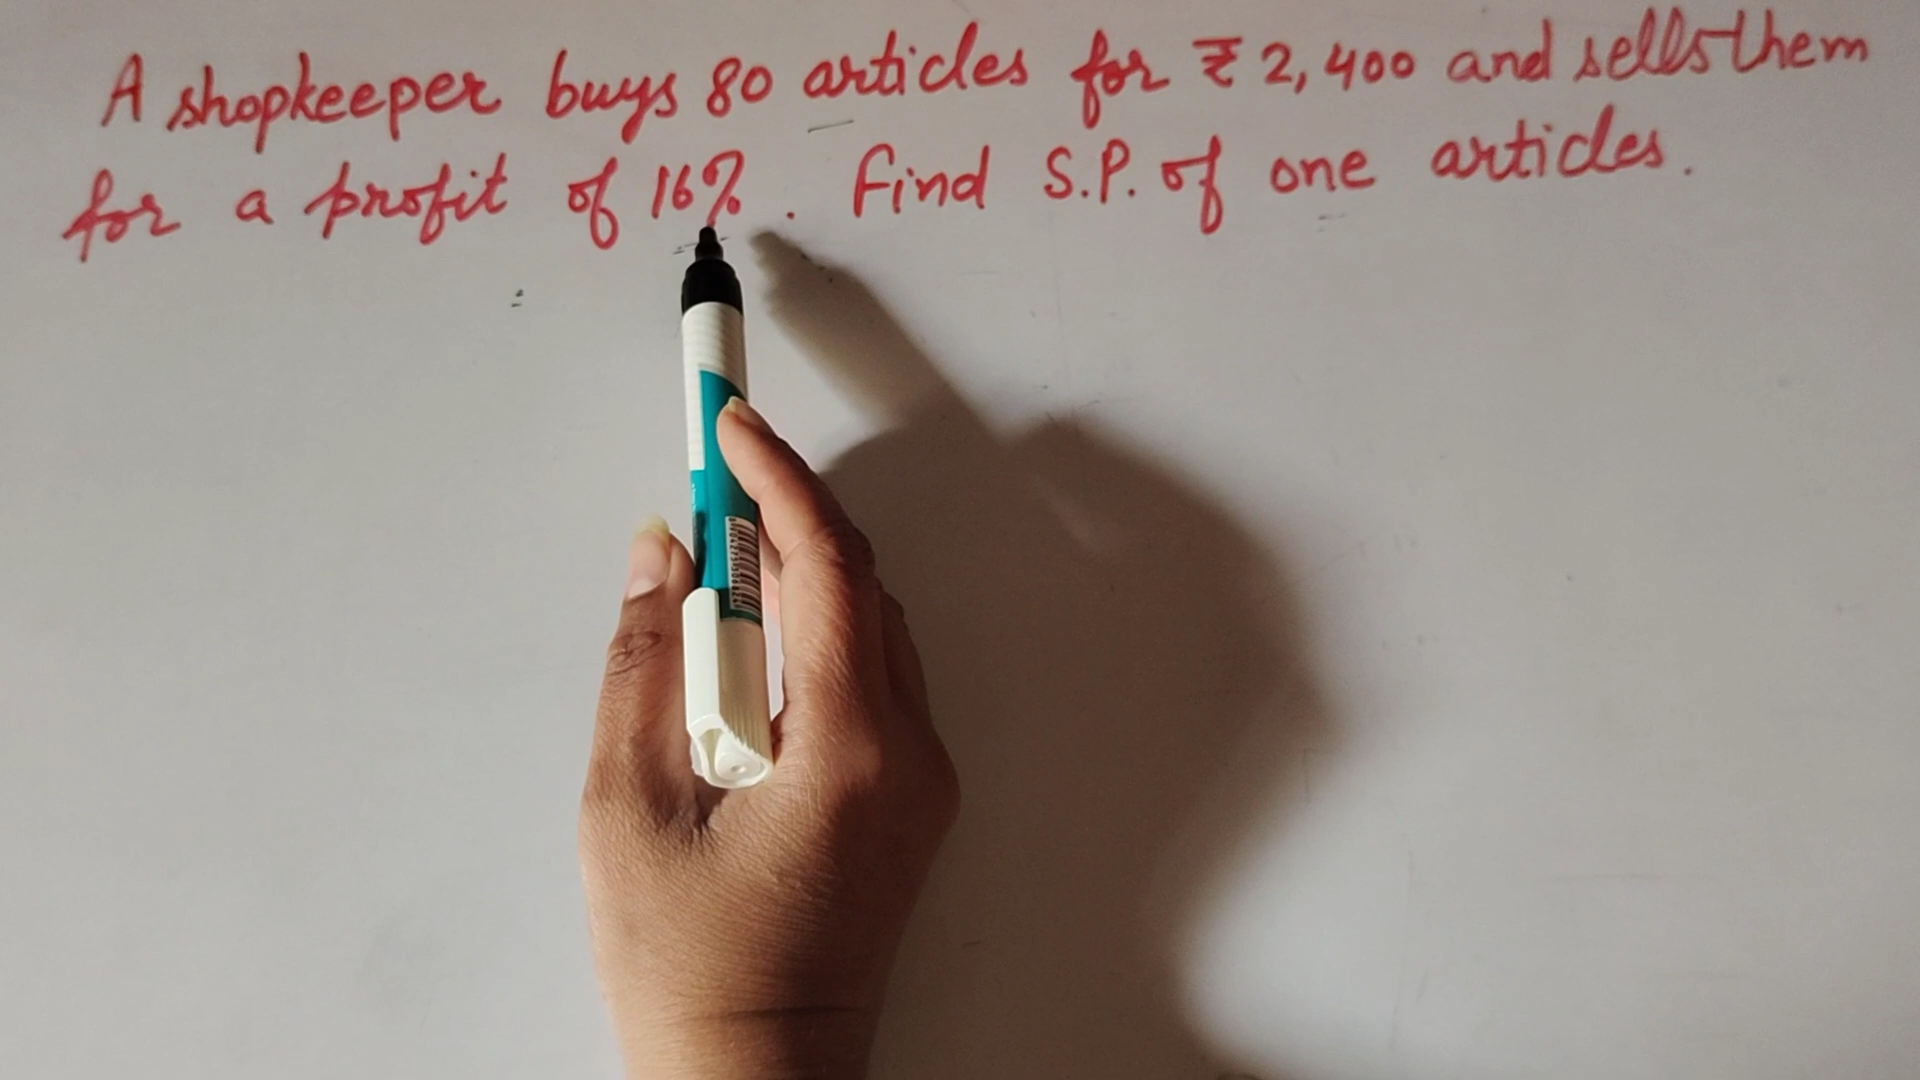 A shopkeeper buys 80 articles for ₹ 2,400 and sells them
for a profit of 16%. Find S.P. of one articles.